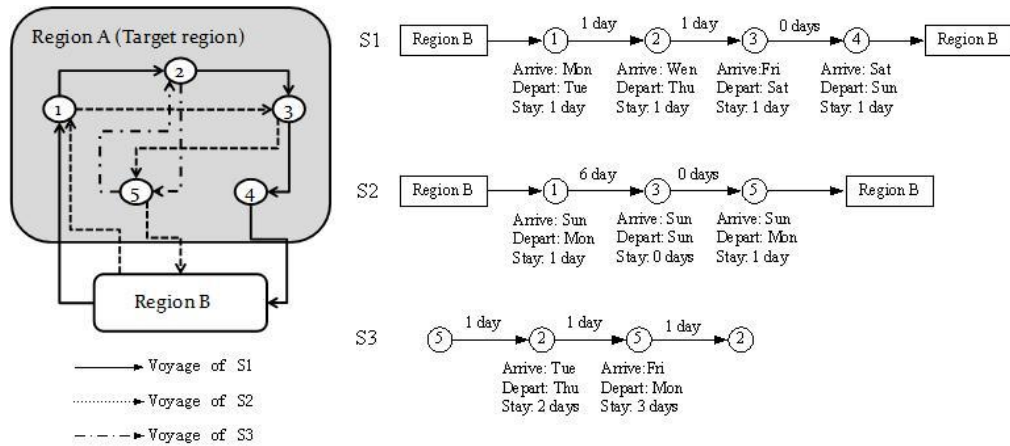 Region A (Target region)
2
1
3
5
4
Region B
Voyage of S1
Voyage of S2
Voyage of S3
S1
1 day
1 day
0 days
Region B
1
2
3
4
Region B
Arrive: Mon
Depart: Tue
Stay: 1 day
Arrive: Wen
Depart: Thu
Stay: 1 day
Arrive:Fri
Depart: Sat
Stay: 1 day
Arrive: Sat
Depart: Sun
Stay: 1 day
S2
6 day
0 days
Region B
1
3
5
Region B
Arrive: Sun
Depart: Mon
Stay: 1 day
Arrive: Sun
Depart: Sun
Stay: 0 days
Arrive: Sun
Depart: Mon
Stay: 1 day
S3
1 day
1 day
1 day
5
2
5
2
Arrive: Tue
Depart: Thu
Stay: 2 days
Arrive:Fri
Depart: Mon
Stay: 3 days